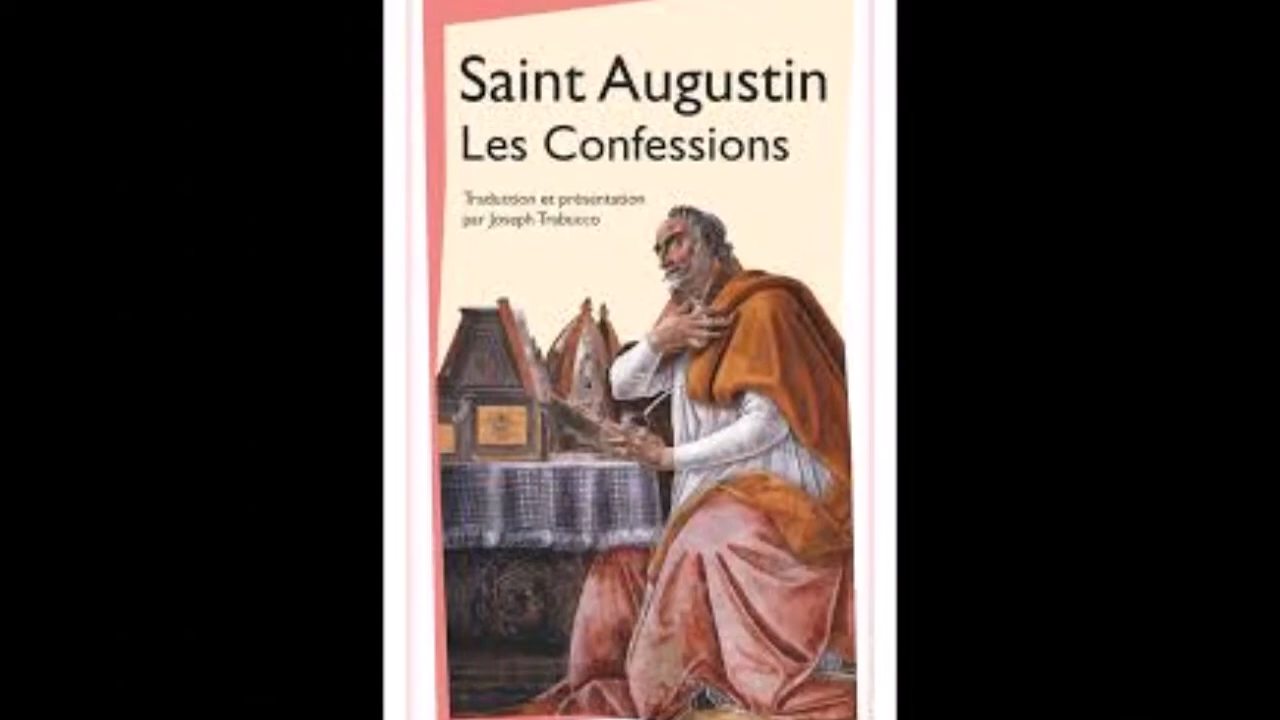 Saint Augustin
Les Confessions
Traduction et présentation
par Joseph Trabucco